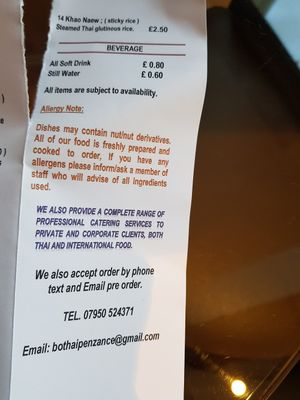 14 Khao Naew ; ( sticky rice )
Steamed Thai glutinous rice. £2.50
BEVERAGE
All Soft Drink £ 0.80
Still Water £ 0.60
All items are subject to availability.
Allergy Note:
Dishes may contain nut/nut derivatives.
All of our food is freshly prepared and
cooked to order, If you have any
allergens please inform/ask a member of
staff who will advise of all ingredients
used.
WE ALSO PROVIDE A COMPLETE RANGE OF
PROFESSIONAL CATERING SERVICES TO
PRIVATE AND CORPORATE CLIENTS, BOTH
THAI AND INTERNATIONAL FOOD.
We also accept order by phone
text and Email pre order.
TEL. 07950 524371
Email: bothaipenzance@gmail.com